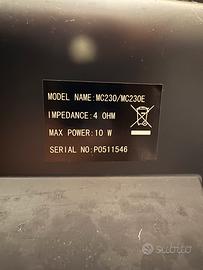 MODEL NAME:MC230/MC230E
IMPEDANCE:4 OHM
MAX POWER:10 W
SERIAL NO:P0511546
subito